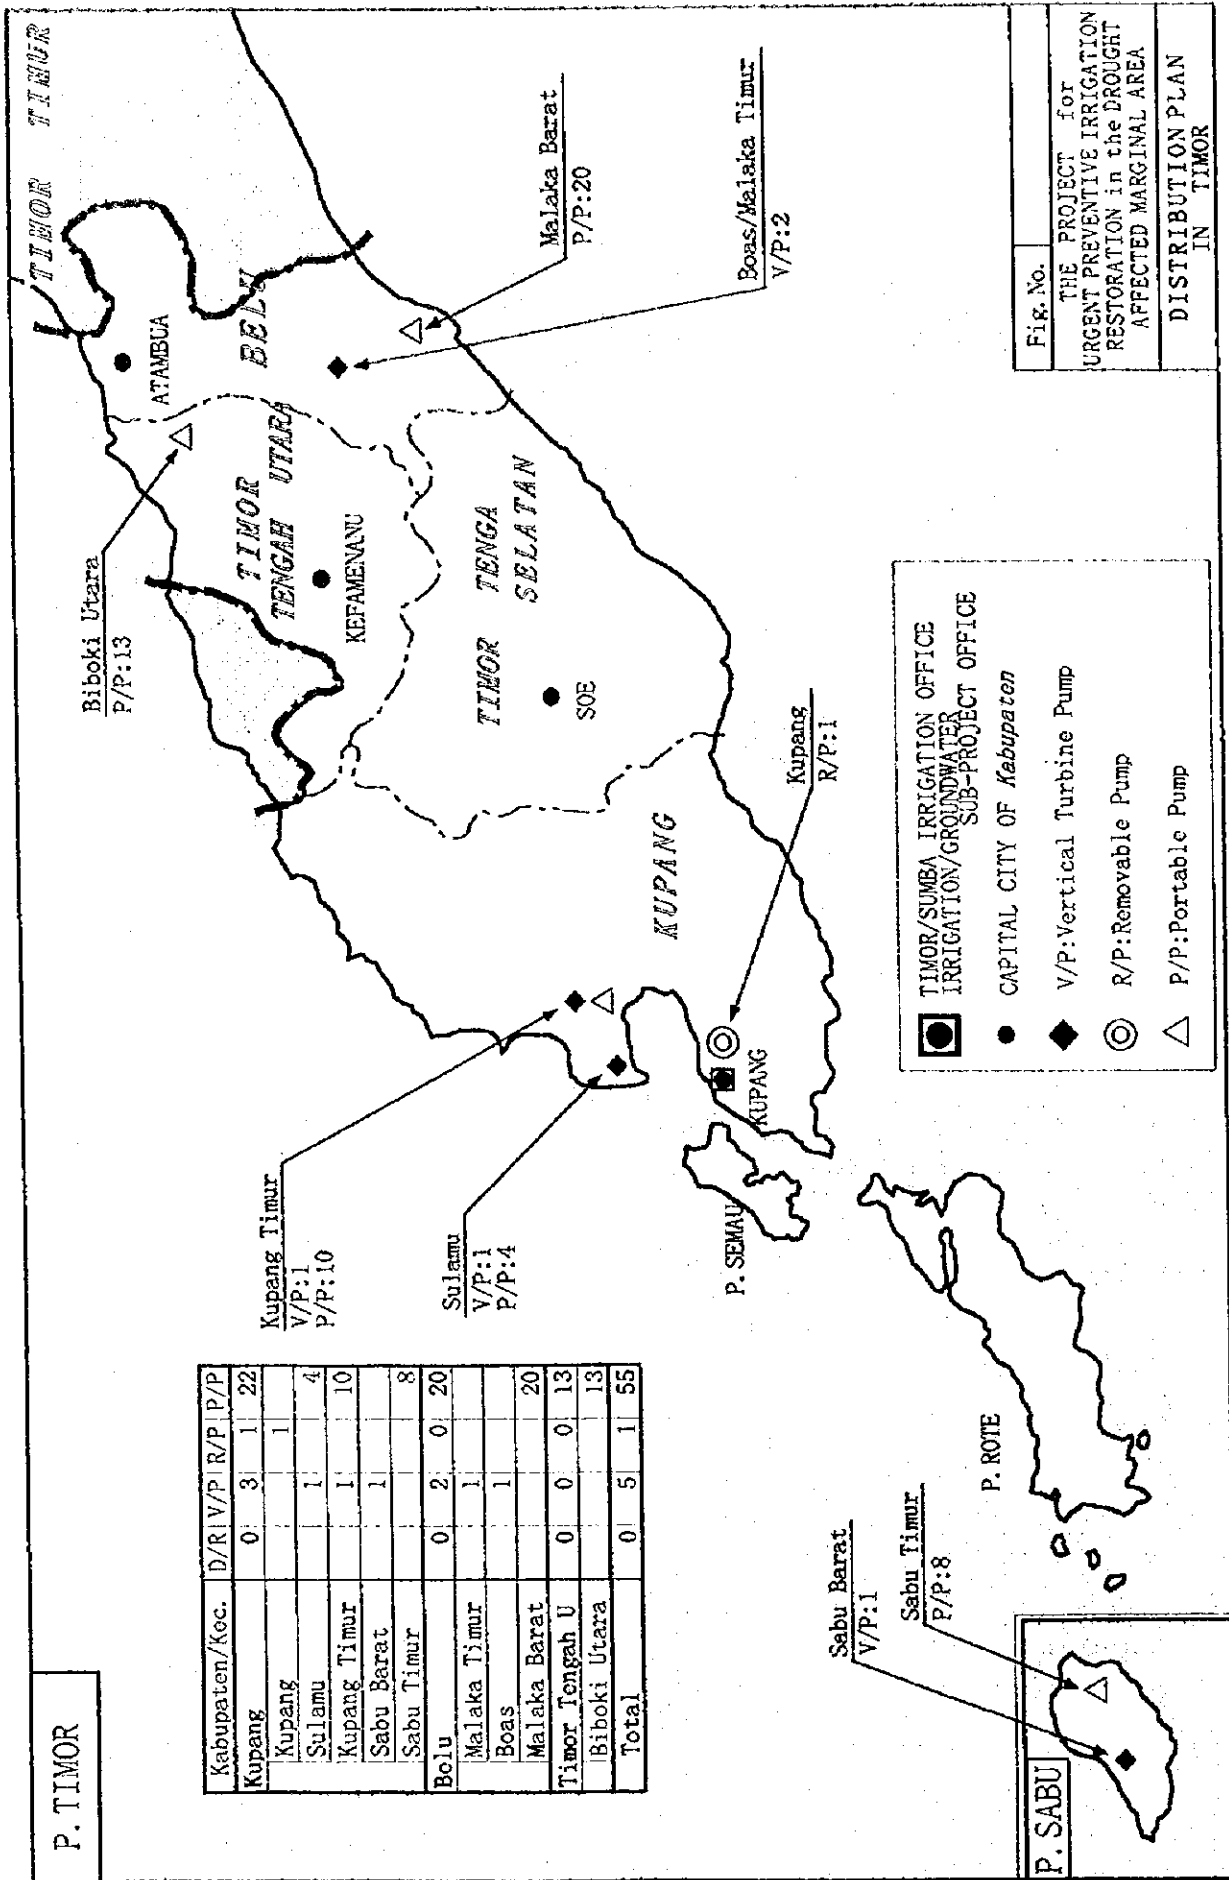 P. TIMOR
Kabupaten/Kec. D/R V/P R/P P/P
Kupang 0 3 1 22
Kupang 1
Sulamu 1 4
Kupang Timur 1 10
Sabu Barat 1
Sabu Timur 8
Bolu 0 2 0 20
Malaka Timur 1
Boas 1
Malaka Barat 20
Timor Tengah U 0 0 0 13
Biboki Utara 13
Total 0 5 1 55
Kupang Timur
V/P:1
P/P:10
Sulamu
V/P:1
P/P:4
Biboki Utara
P/P:13
TIMOR TIMUR
ATAMBUA
BELU
TIMOR
TENGAH UTARA
KEFAMENANU
TIMOR TENGA
SELATAN
SOE
KUPANG
KUPANG
P. SEMAU
P. ROTE
Malaka Barat
P/P:20
Boas/Malaka Timur
V/P:2
Kupang
R/P:1
Sabu Barat
V/P:1
Sabu Timur
P/P:8
P. SABU
TIMOR/SUMBA IRRIGATION OFFICE
IRRIGATION/GROUNDWATER
SUB-PROJECT OFFICE
CAPITAL CITY OF Kabupaten
V/P:Vertical Turbine Pump
R/P:Removable Pump
P/P:Portable Pump
Fig. No.
THE PROJECT for
URGENT PREVENTIVE IRRIGATION
RESTORATION in the DROUGHT
AFFECTED MARGINAL AREA
DISTRIBUTION PLAN
IN TIMOR